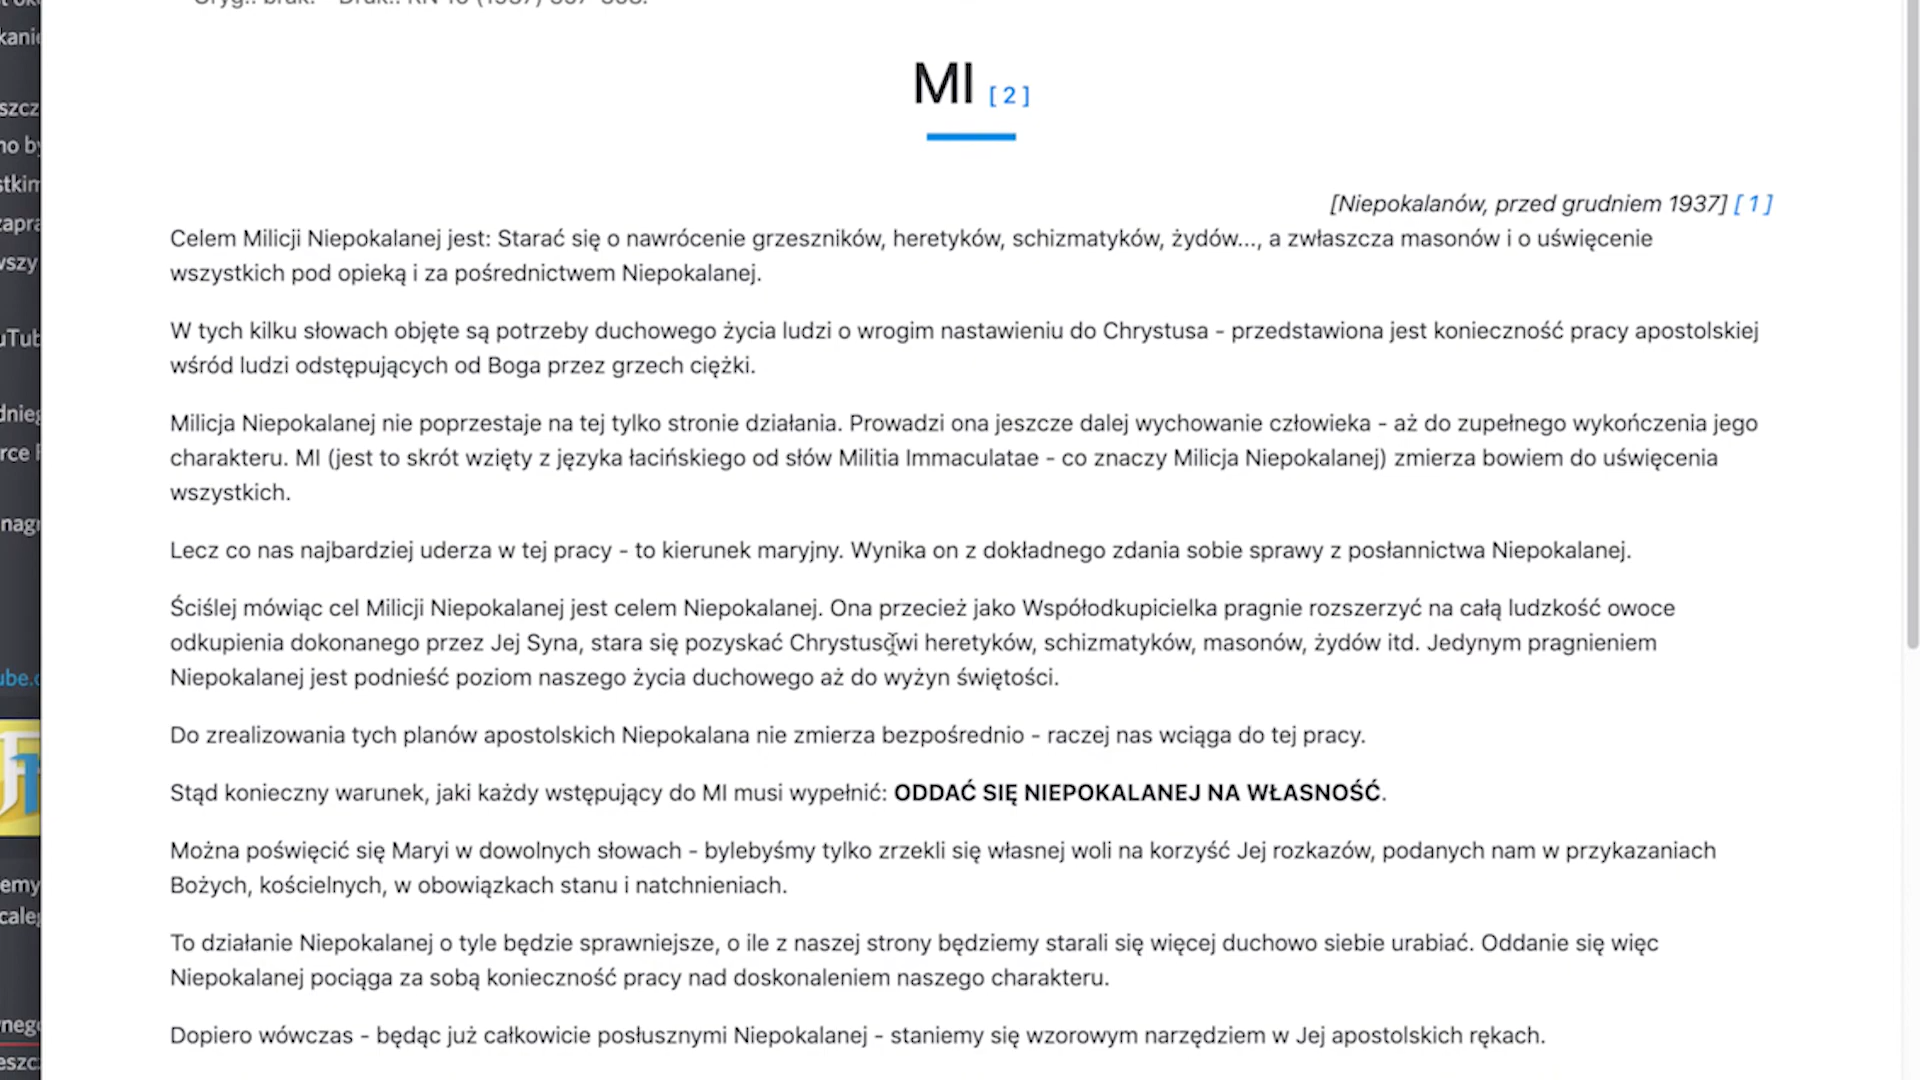 MI [ 2 ]
[Niepokalanów, przed grudniem 1937] [ 1 ]
Celem Milicji Niepokalanej jest: Starać się o nawrócenie grzeszników, heretyków, schizmatyków, żydów..., a zwłaszcza masonów i o uświęcenie
wszystkich pod opieką i za pośrednictwem Niepokalanej.
W tych kilku słowach objęte są potrzeby duchowego życia ludzi o wrogim nastawieniu do Chrystusa - przedstawiona jest konieczność pracy apostolskiej
wśród ludzi odstępujących od Boga przez grzech ciężki.
Milicja Niepokalanej nie poprzestaje na tej tylko stronie działania. Prowadzi ona jeszcze dalej wychowanie człowieka - aż do zupełnego wykończenia jego
charakteru. MI (jest to skrót wzięty z języka łacińskiego od słów Militia Immaculatae - co znaczy Milicja Niepokalanej) zmierza bowiem do uświęcenia
wszystkich.
Lecz co nas najbardziej uderza w tej pracy - to kierunek maryjny. Wynika on z dokładnego zdania sobie sprawy z posłannictwa Niepokalanej.
Ściślej mówiąc cel Milicji Niepokalanej jest celem Niepokalanej. Ona przecież jako Współodkupicielka pragnie rozszerzyć na całą ludzkość owoce
odkupienia dokonanego przez Jej Syna, stara się pozyskać Chrystusowi heretyków, schizmatyków, masonów, żydów itd. Jedynym pragnieniem
Niepokalanej jest podnieść poziom naszego życia duchowego aż do wyżyn świętości.
Do zrealizowania tych planów apostolskich Niepokalana nie zmierza bezpośrednio - raczej nas wciąga do tej pracy.
Stąd konieczny warunek, jaki każdy wstępujący do MI musi wypełnić: ODDAĆ SIĘ NIEPOKALANEJ NA WŁASNOŚĆ.
Można poświęcić się Maryi w dowolnych słowach - bylebyśmy tylko zrzekli się własnej woli na korzyść Jej rozkazów, podanych nam w przykazaniach
Bożych, kościelnych, w obowiązkach stanu i natchnieniach.
To działanie Niepokalanej o tyle będzie sprawniejsze, o ile z naszej strony będziemy starali się więcej duchowo siebie urabiać. Oddanie się więc
Niepokalanej pociąga za sobą konieczność pracy nad doskonaleniem naszego charakteru.
Dopiero wówczas - będąc już całkowicie posłusznymi Niepokalanej - staniemy się wzorowym narzędziem w Jej apostolskich rękach.